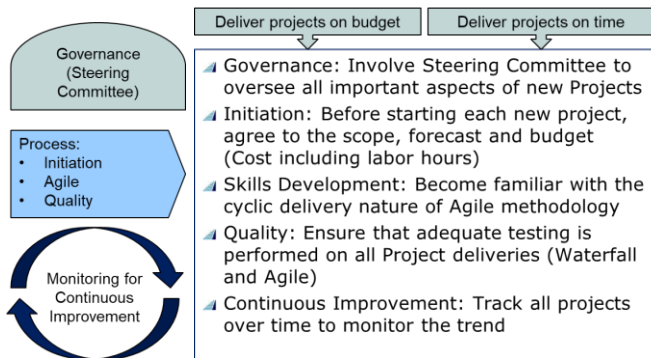 Deliver projects on budget
Deliver projects on time
Governance
(Steering
Committee)
Process:
• Initiation
• Agile
• Quality
Monitoring for
Continuous
Improvement
Governance: Involve Steering Committee to
oversee all important aspects of new Projects
Initiation: Before starting each new project,
agree to the scope, forecast and budget
(Cost including labor hours)
Skills Development: Become familiar with the
cyclic delivery nature of Agile methodology
Quality: Ensure that adequate testing is
performed on all Project deliveries (Waterfall
and Agile)
Continuous Improvement: Track all projects
over time to monitor the trend